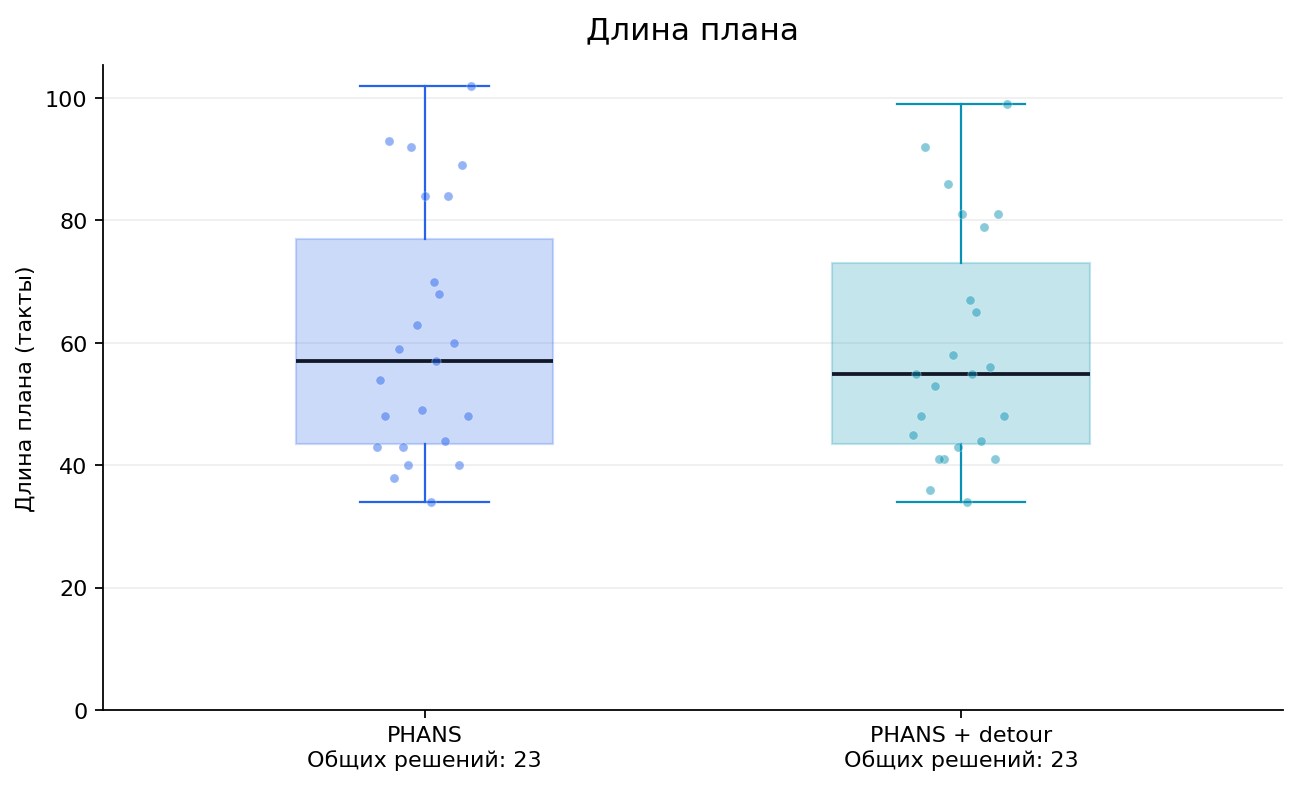 Длина плана
Длина плана (такты)
100
80
60
40
20
0
PHANS
Общих решений: 23
PHANS + detour
Общих решений: 23